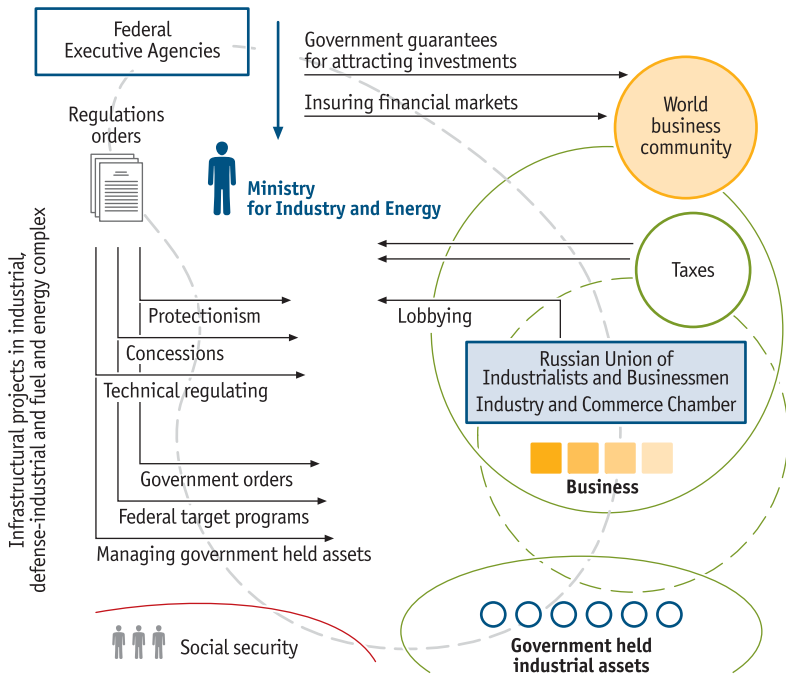 Federal
Executive Agencies
Government guarantees
for attracting investments
Insuring financial markets
World
business
community
Regulations
orders
Ministry
for Industry and Energy
Infrastructural projects in industrial,
defense-industrial and fuel and energy complex
Taxes
Protectionism
Lobbying
Concessions
Technical regulating
Russian Union of
Industrialists and Businessmen
Industry and Commerce Chamber
Business
Government orders
Federal target programs
Managing government held assets
Social security
Government held
industrial assets